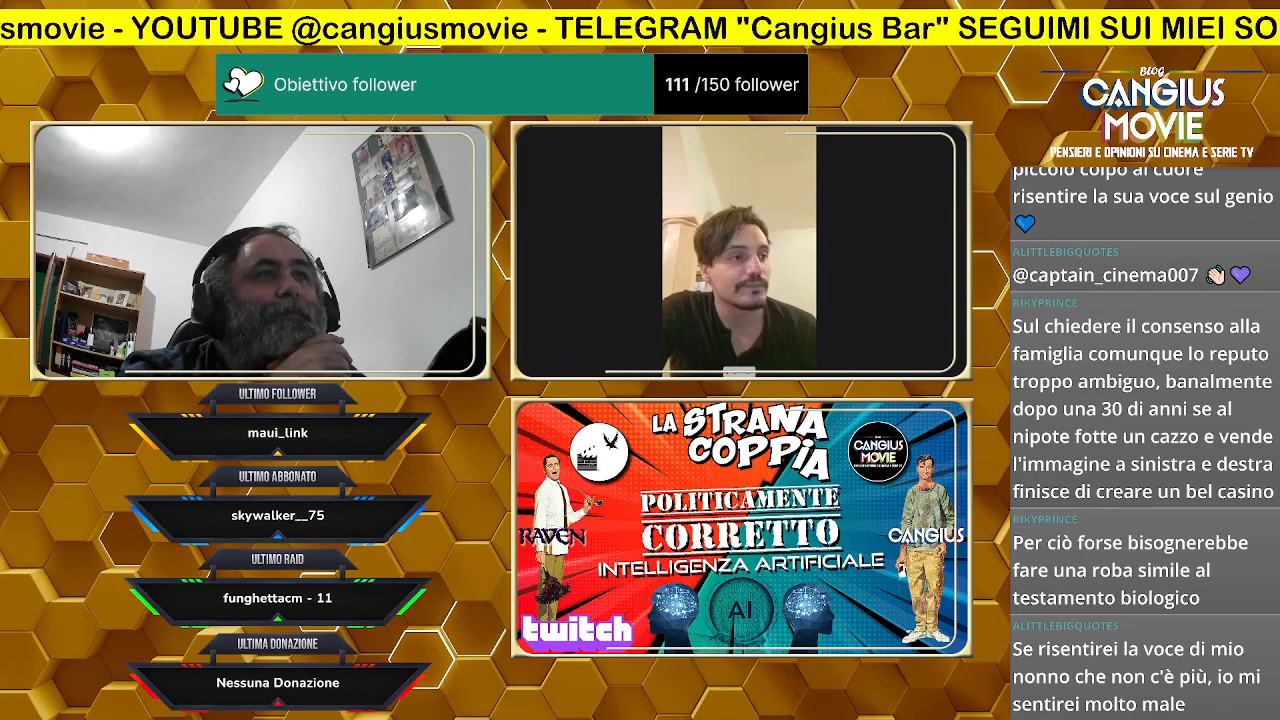 smovie - YOUTUBE @cangiusmovie - TELEGRAM "Cangius Bar" SEGUIMI SUI MIEI SO
Obiettivo follower
111 /150 follower
BLOG
CANGIUS
MOVIE
PENSIERI E OPINIONI SU CINEMA E SERIE TV
ULTIMO FOLLOWER
maui_link
ULTIMO ABBONATO
skywalker__75
ULTIMO RAID
funghettacm - 11
ULTIMA DONAZIONE
Nessuna Donazione
LA STRANA
COPPIA
CANGIUS
MOVIE
POLITICAMENTE
CORRETTO
INTELLIGENZA ARTIFICIALE
RAVEN
CANGIUS
AI
twitch
piccolo colpo al cuore
risentire la sua voce sul genio
💙
ALITTLEBIGQUOTES
@captain_cinema007 👏🏻💜
RIKYPRINCE
Sul chiedere il consenso alla
famiglia comunque lo reputo
troppo ambiguo, banalmente
dopo una 30 di anni se al
nipote fotte un cazzo e vende
l'immagine a sinistra e destra
finisce di creare un bel casino
RIKYPRINCE
Per ciò forse bisognerebbe
fare una roba simile al
testamento biologico
ALITTLEBIGQUOTES
Se risentirei la voce di mio
nonno che non c'è più, io mi
sentirei molto male